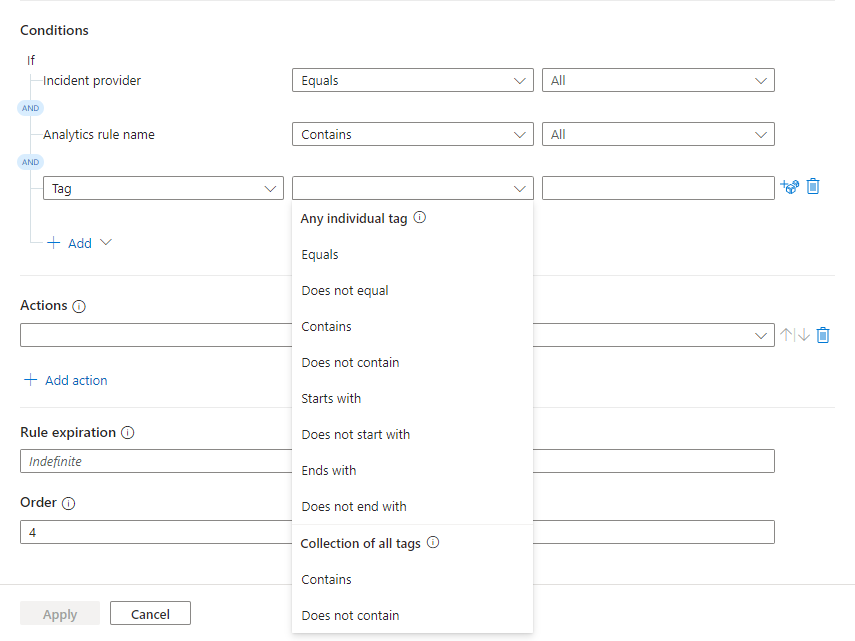 Conditions
If
Incident provider Equals All
AND
Analytics rule name Contains All
AND
Tag
Any individual tag
Add
Equals
Does not equal
Actions
Contains
Does not contain
Add action
Starts with
Does not start with
Rule expiration
Indefinite
Ends with
Order
Does not end with
4
Collection of all tags
Contains
Does not contain
Apply Cancel